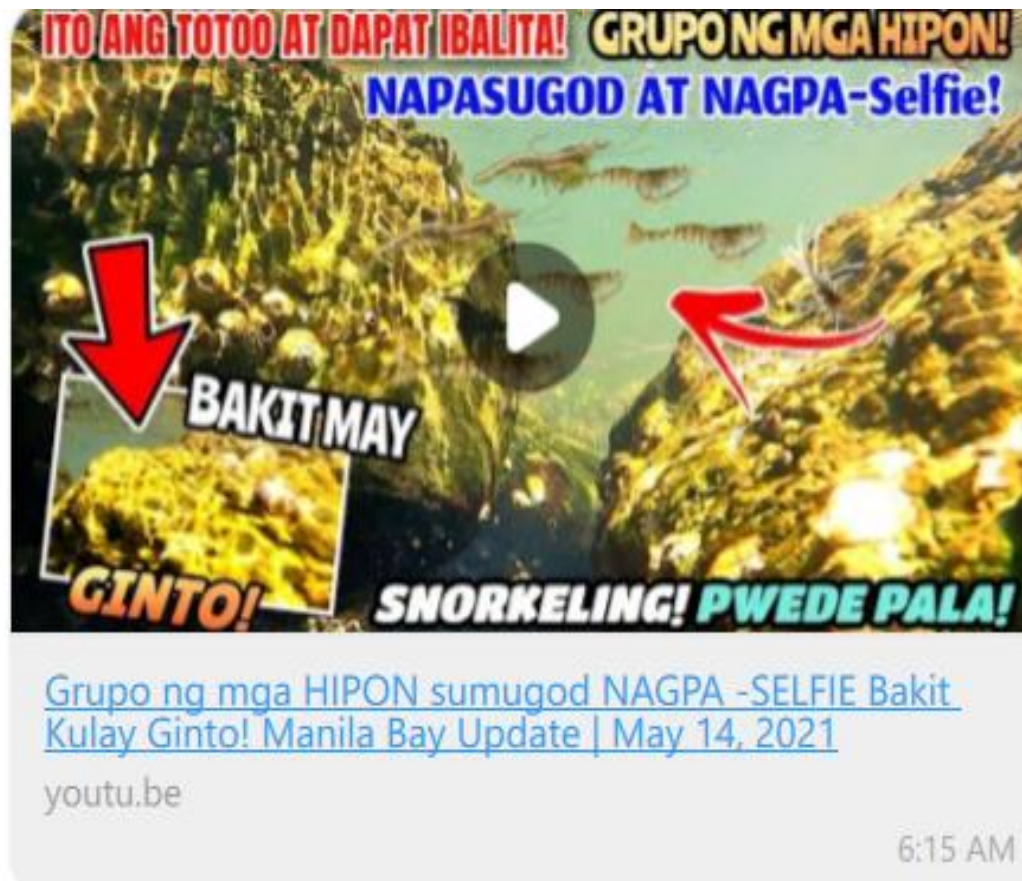 ITO ANG TOTOO AT DAPAT IBALITA! GRUPO NG MGA HIPON!
NAPASUGOD AT NAGPA-Selfie!
BAKIT MAY
GINTO!
SNORKELING! PWEDE PALA!
Grupo ng mga HIPON sumugod NAGPA -SELFIE Bakit
Kulay Ginto! Manila Bay Update | May 14, 2021
youtu.be
6:15 AM